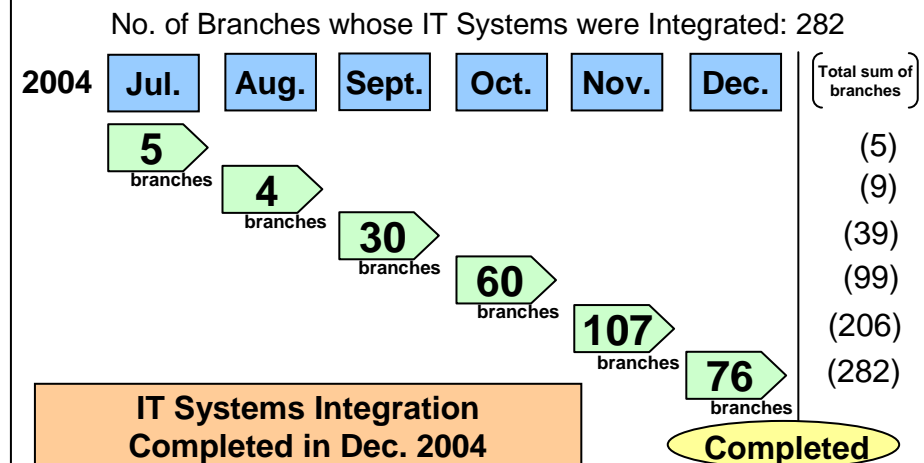 No. of Branches whose IT Systems were Integrated: 282
2004 Jul. Aug. Sept. Oct. Nov. Dec. Total sum of
branches
5 (5)
branches
4 (9)
branches
30 (39)
branches
60 (99)
branches
107 (206)
branches
76 (282)
branches
IT Systems Integration
Completed in Dec. 2004
Completed